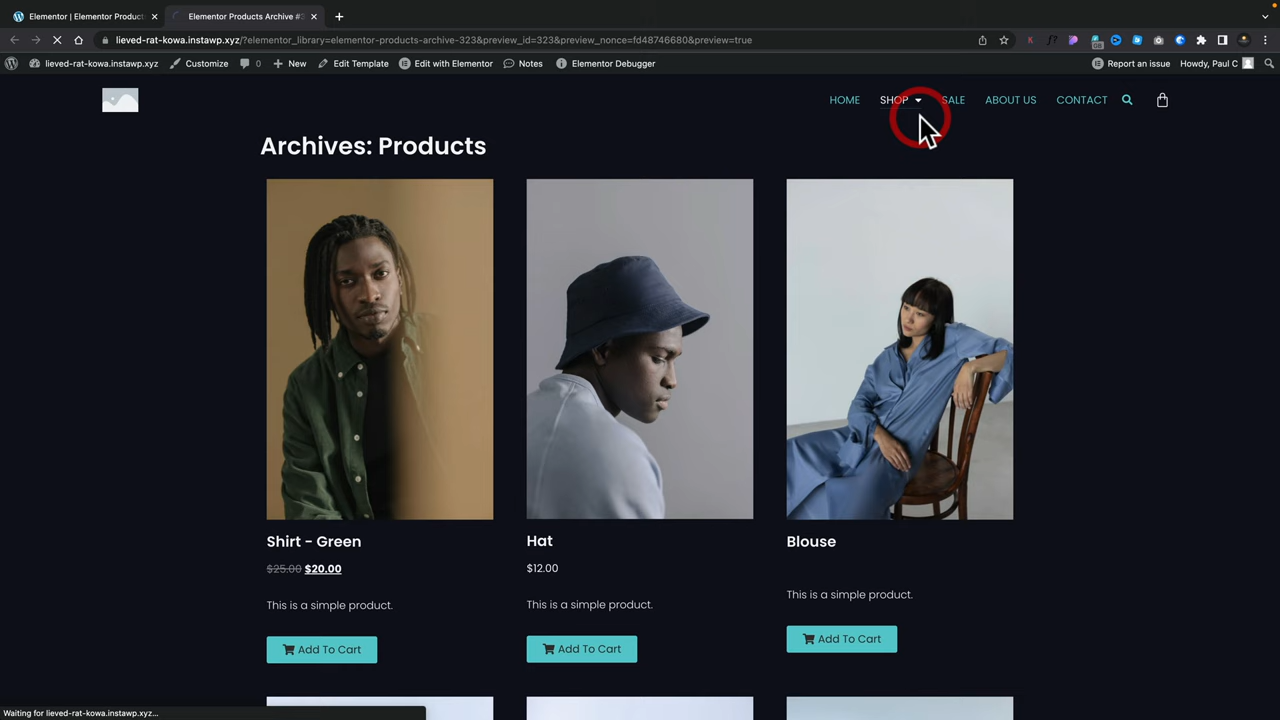 Elementor | Elementor Product
Elementor Products Archive #3
lieved-rat-kowa.instawp.xyz/?elementor_library=elementor-products-archive-323&preview_id=323&preview_nonce=fd48746680&preview=true
lieved-rat-kowa.instawp.xyz Customize 0 New Edit Template Edit with Elementor Notes Elementor Debugger Report an issue Howdy, Paul C
HOME SHOP SALE ABOUT US CONTACT
Archives: Products
Shirt - Green
$25.00 $20.00
This is a simple product.
Add To Cart
Hat
$12.00
This is a simple product.
Add To Cart
Blouse
This is a simple product.
Add To Cart
Waiting for lieved-rat-kowa.instawp.xyz...